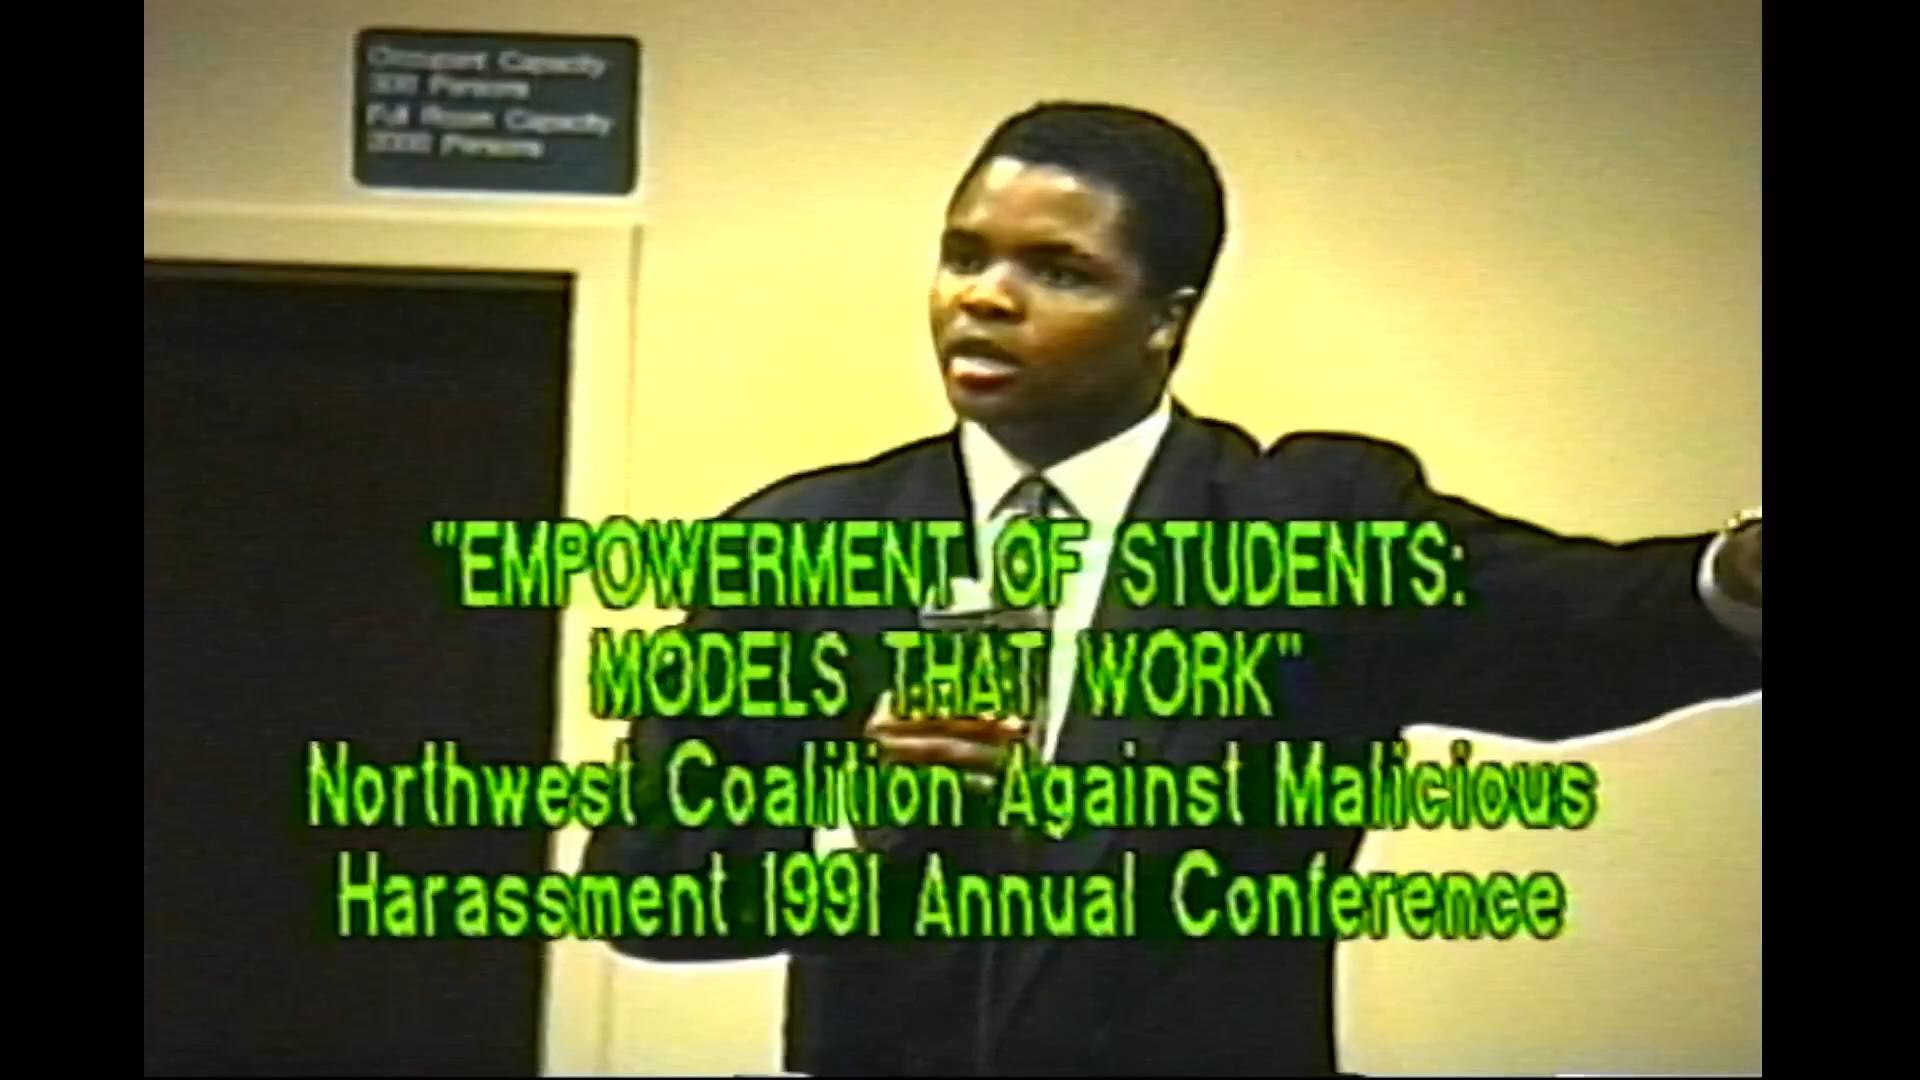 Occupant Capacity
Persons
Full Room Capacity
Persons
"EMPOWERMENT OF STUDENTS:
MODELS THAT WORK"
Northwest Coalition Against Malicious
Harassment 1991 Annual Conference